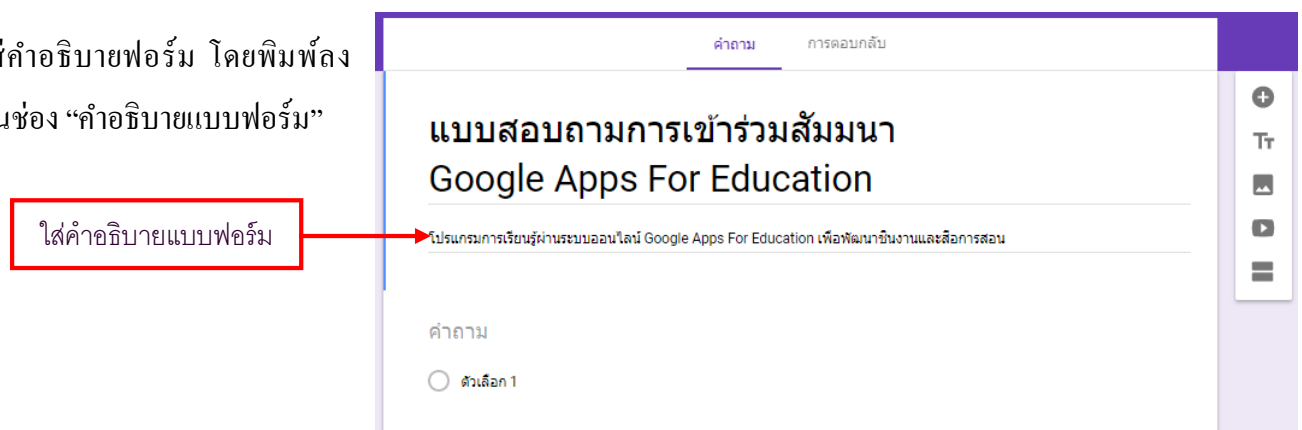 คำอธิบายฟอร์ม โดยพิมพ์ลง
ช่อง “คำอธิบายแบบฟอร์ม”
ใส่คำอธิบายแบบฟอร์ม
คำถาม การตอบกลับ
แบบสอบถามการเข้าร่วมสัมมนา
Google Apps For Education
โปรแกรมการเรียนรู้ผ่านระบบออนไลน์ Google Apps For Education เพื่อพัฒนาชิ้นงานและสื่อการสอน
คำถาม
ตัวเลือก 1
Tт